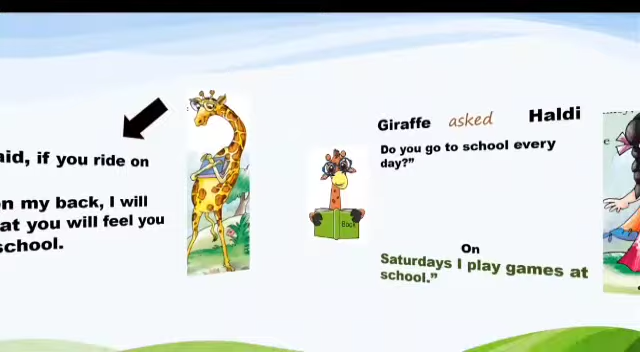 aid, if you ride on
n my back, I will
at you will feel you
school.
Giraffe asked Haldi
Do you go to school every
day?"
Book
On
Saturdays I play games at
school."